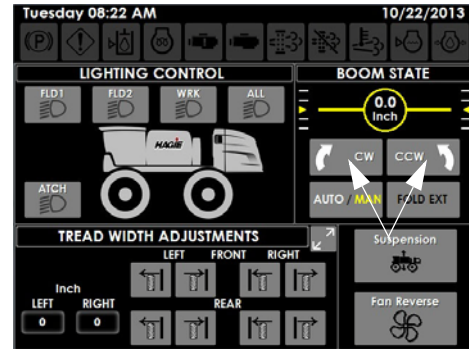 Tuesday 08:22 AM 10/22/2013
(P)
LIGHTING CONTROL
FLD1 FLD2 WRK ALL
HAGIE
ATCH
BOOM STATE
0.0
Inch
CW CCW
AUTO / MAN FOLD EXT
TREAD WIDTH ADJUSTMENTS
LEFT FRONT RIGHT
Inch
LEFT RIGHT
REAR
0 0
Suspension
Fan Reverse